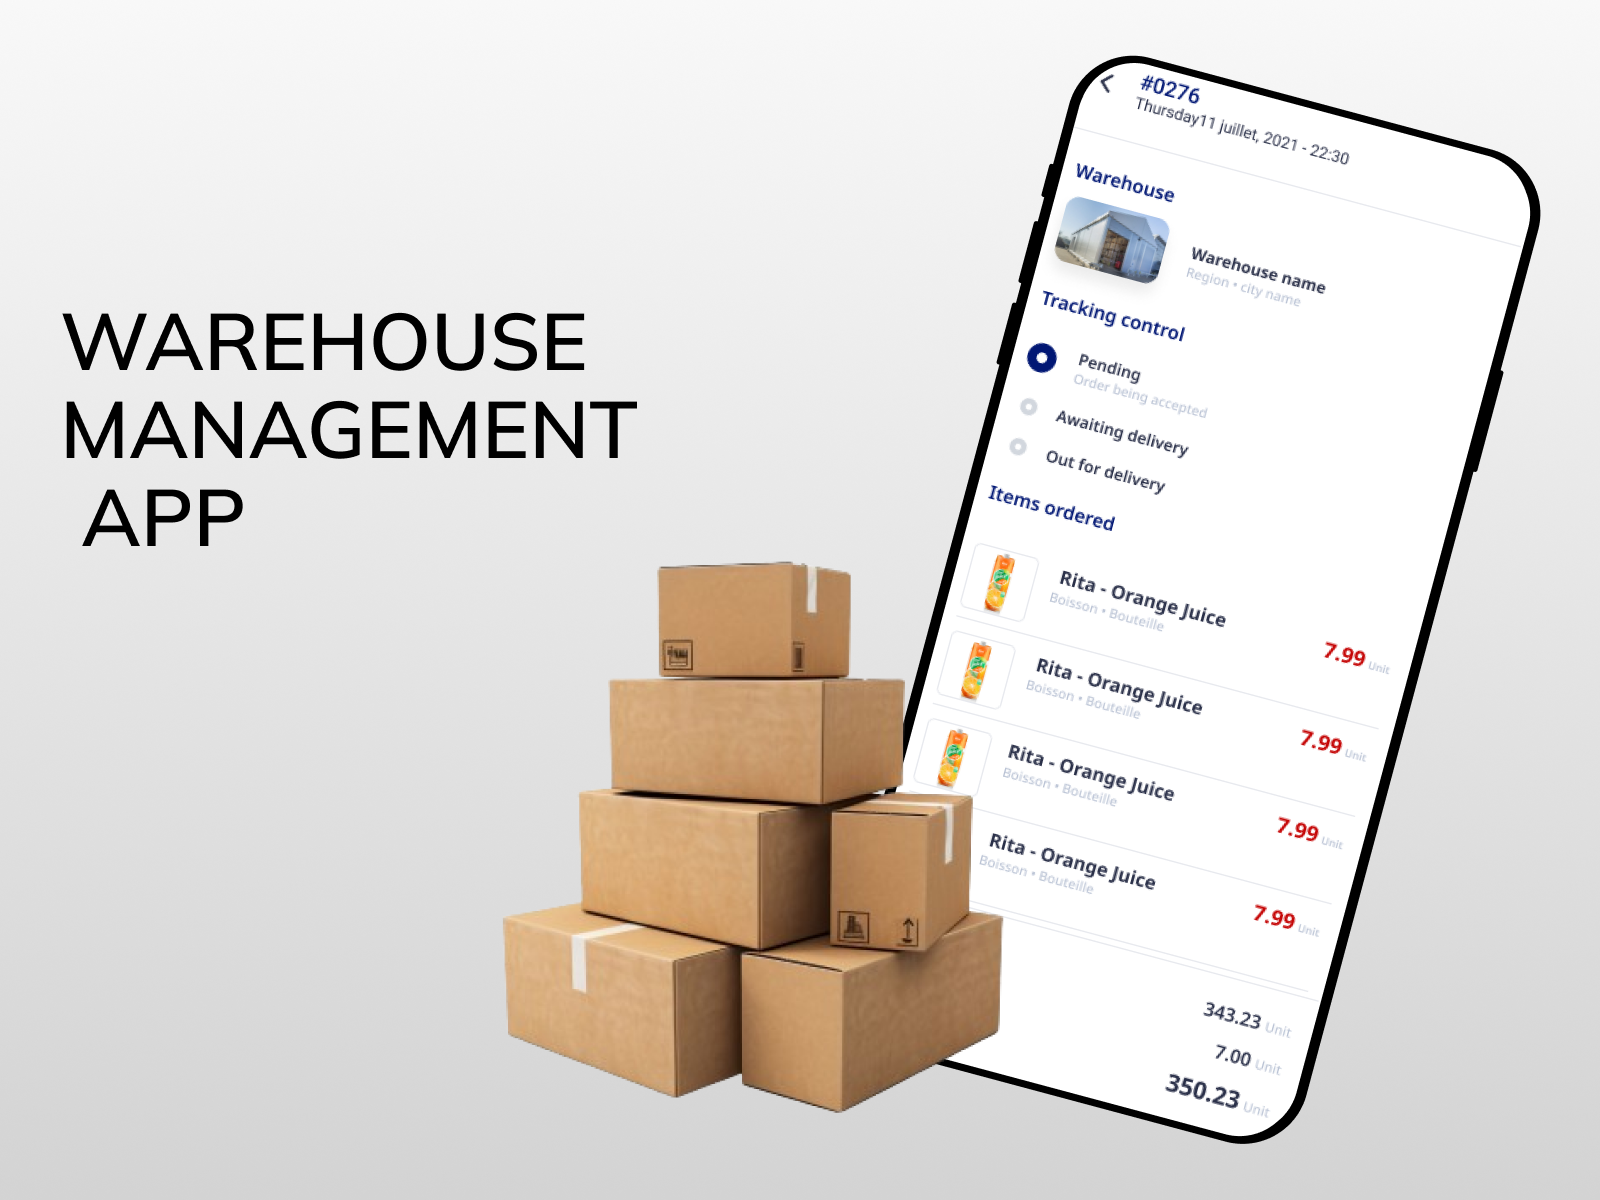 WAREHOUSE
MANAGEMENT
APP
#0276
Thursday11 juillet, 2021 - 22:30
Warehouse
Warehouse name
Region • city name
Tracking control
Pending
Order being accepted
Awaiting delivery
Out for delivery
Items ordered
Rita - Orange Juice
Boisson • Bouteille
7.99 Unit
Rita - Orange Juice
Boisson • Bouteille
7.99 Unit
Rita - Orange Juice
Boisson • Bouteille
7.99 Unit
Rita - Orange Juice
Boisson • Bouteille
7.99 Unit
343.23 Unit
7.00 Unit
350.23 Unit